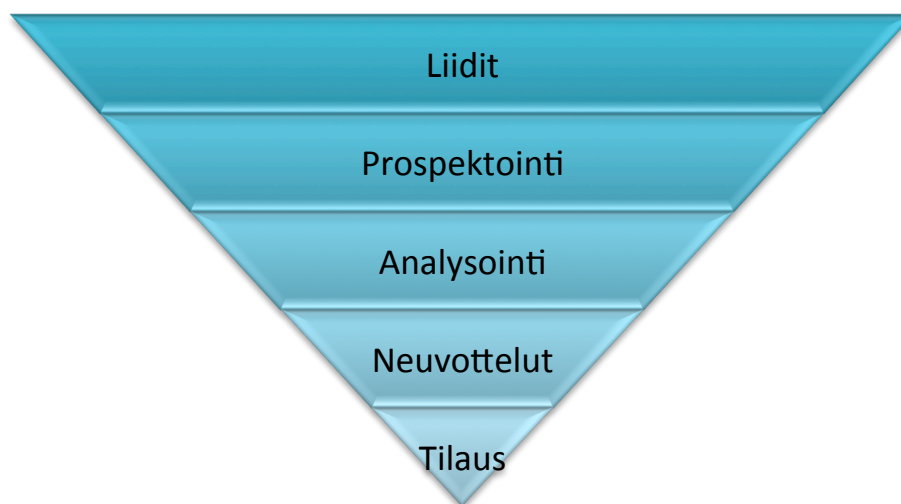 Liidit
Prospektointi
Analysointi
Neuvottelut
Tilaus